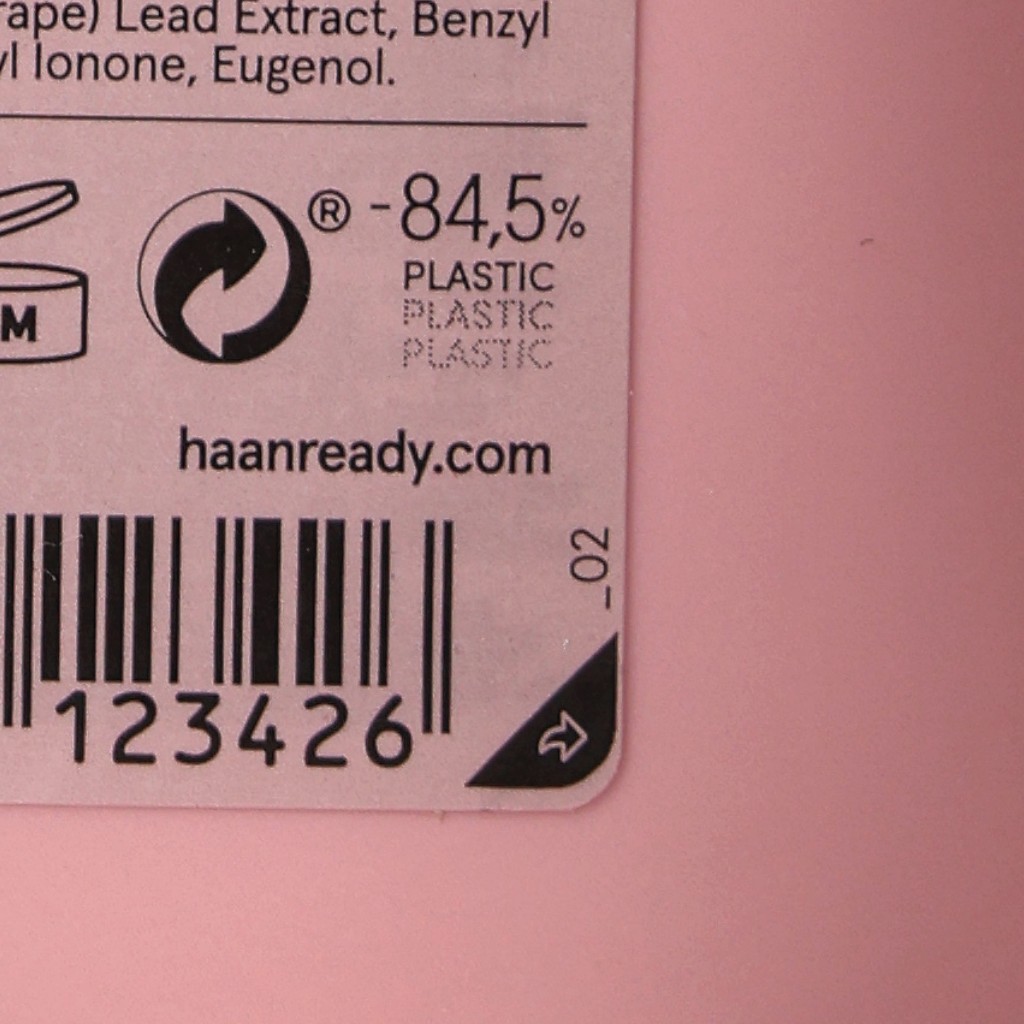 rape) Lead Extract, Benzyl
yl Ionone, Eugenol.
M
® -84,5%
PLASTIC
PLASTIC
PLASTIC
haanready.com
_02
123426